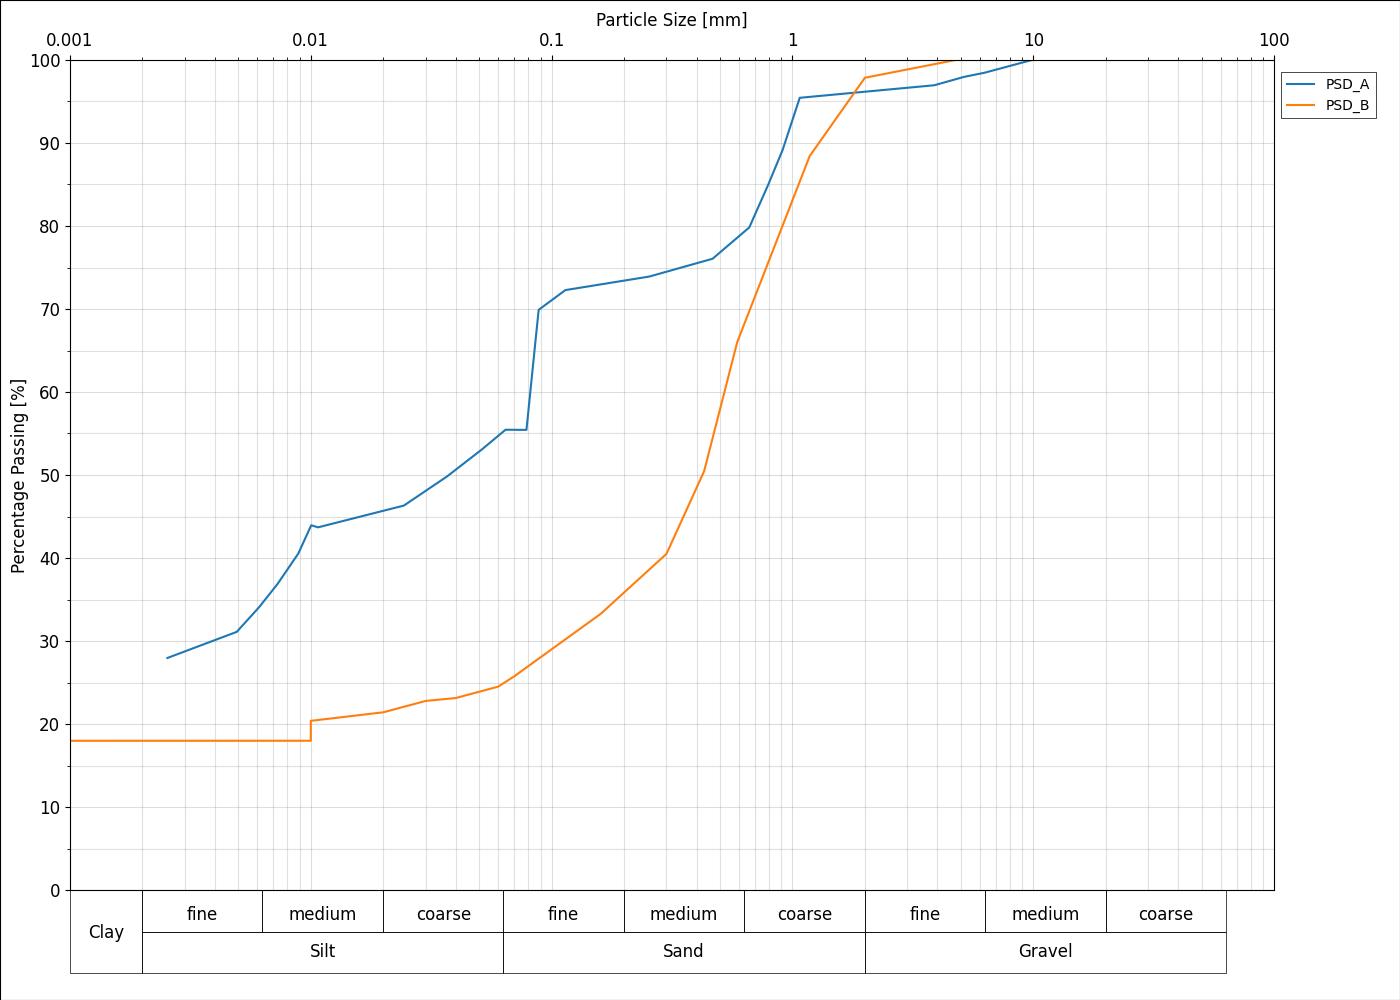 Particle Size [mm]
0.001 0.01 0.1 1 10 100
PSD_A
PSD_B
Percentage Passing [%]
100
90
80
70
60
50
40
30
20
10
0
fine medium coarse fine medium coarse fine medium coarse
Clay
Silt Sand Gravel